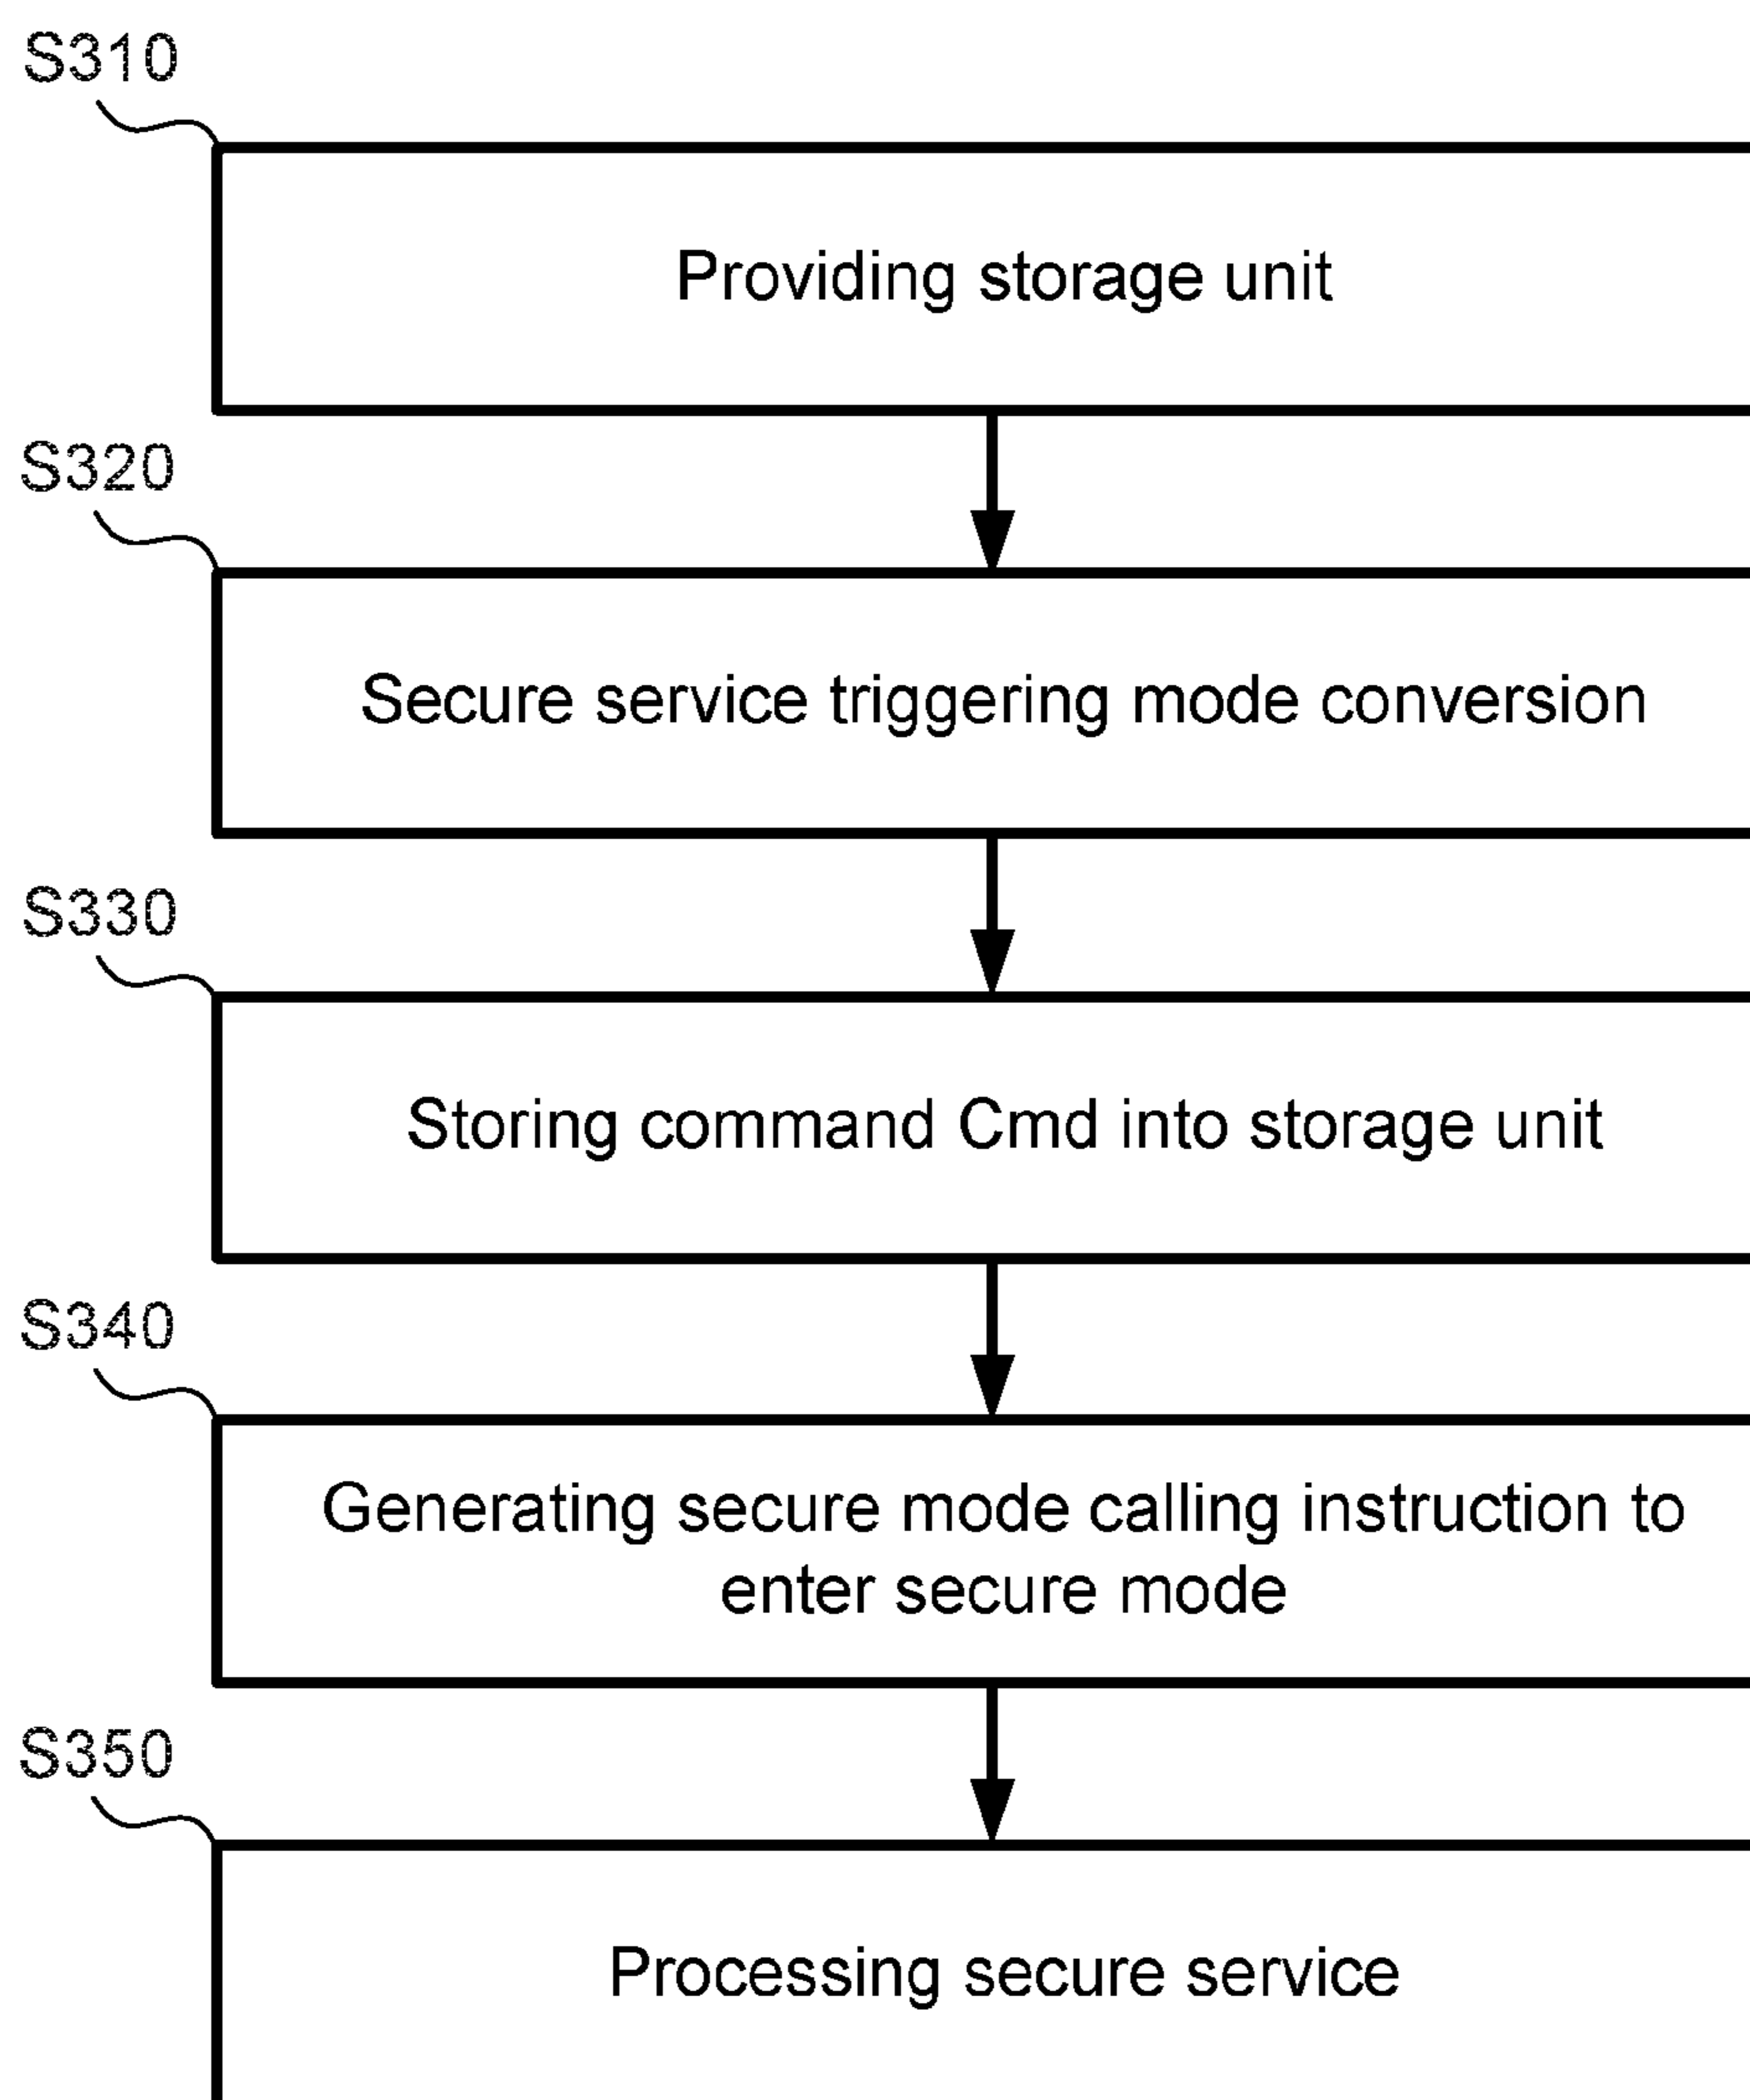 S310
Providing storage unit
S320
Secure service triggering mode conversion
S330
Storing command Cmd into storage unit
S340
Generating secure mode calling instruction to
enter secure mode
S350
Processing secure service